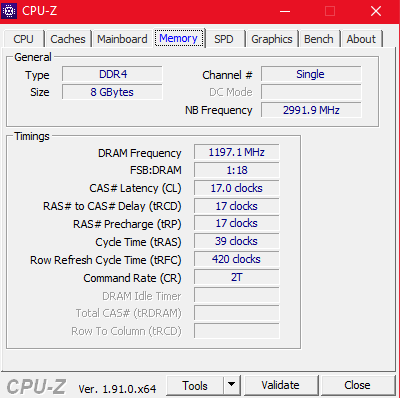 CPU-Z
CPU Caches Mainboard Memory SPD Graphics Bench About
General
Type DDR4 Channel # Single
Size 8 GBytes DC Mode
NB Frequency 2991.9 MHz
Timings
DRAM Frequency 1197.1 MHz
FSB:DRAM 1:18
CAS# Latency (CL) 17.0 clocks
RAS# to CAS# Delay (tRCD) 17 clocks
RAS# Precharge (tRP) 17 clocks
Cycle Time (tRAS) 39 clocks
Row Refresh Cycle Time (tRFC) 420 clocks
Command Rate (CR) 2T
DRAM Idle Timer
Total CAS# (tRDRAM)
Row To Column (tRCD)
CPU-Z Ver. 1.91.0.x64 Tools Validate Close